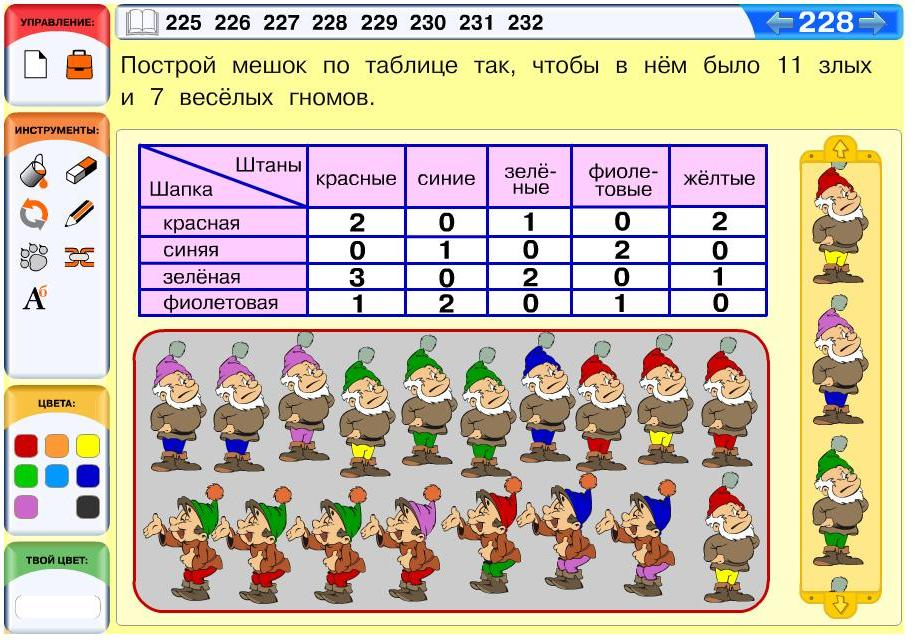 УПРАВЛЕНИЕ:
225 226 227 228 229 230 231 232
228
Построй мешок по таблице так, чтобы в нём было 11 злых
и 7 весёлых гномов.
ИНСТРУМЕНТЫ:
Аб
ЦВЕТА:
ТВОЙ ЦВЕТ:
Штаны
Шапка
красные синие зелё-
ные фиоле-
товые жёлтые
красная 2 0 1 0 2
синяя 0 1 0 2 0
зелёная 3 0 2 0 1
фиолетовая 1 2 0 1 0